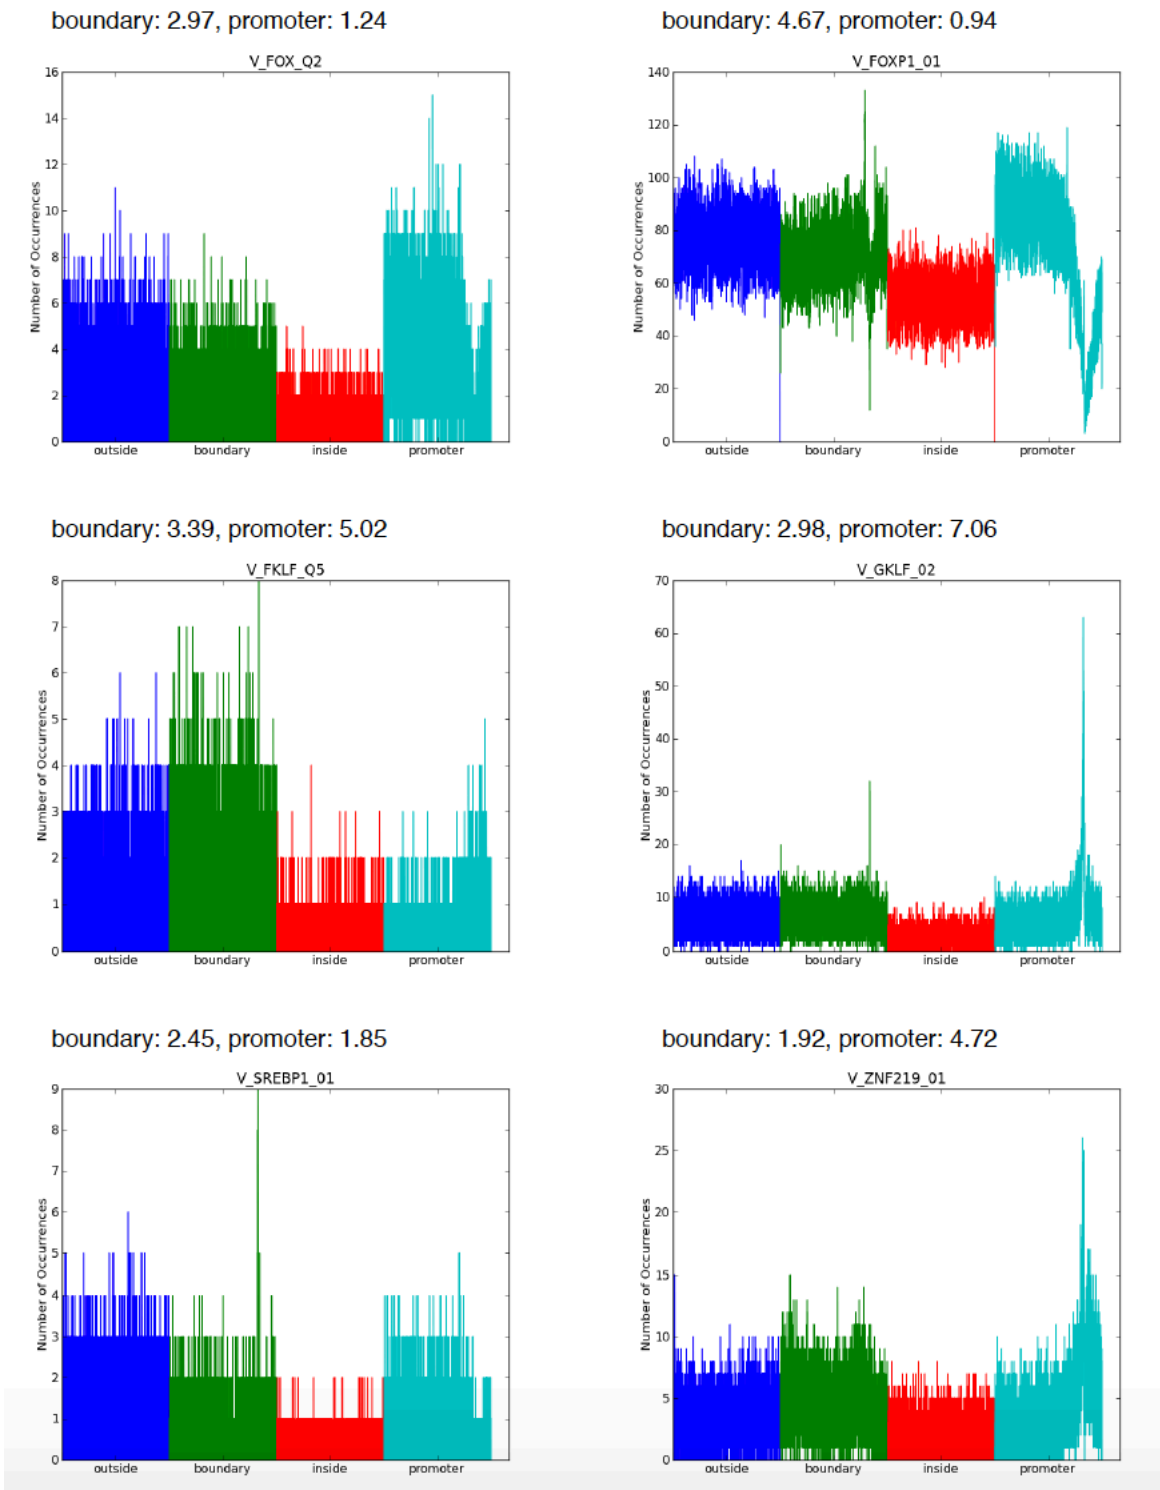 boundary: 2.97, promoter: 1.24
V_FOX_Q2
Number of Occurrences
16
14
12
10
8
6
4
2
0
outside boundary inside promoter
boundary: 4.67, promoter: 0.94
V_FOXP1_01
Number of Occurrences
140
120
100
80
60
40
20
0
outside boundary inside promoter
boundary: 3.39, promoter: 5.02
V_FKLF_Q5
Number of Occurrences
8
7
6
5
4
3
2
1
0
outside boundary inside promoter
boundary: 2.98, promoter: 7.06
V_GKLF_02
Number of Occurrences
70
60
50
40
30
20
10
0
outside boundary inside promoter
boundary: 2.45, promoter: 1.85
V_SREBP1_01
Number of Occurrences
9
8
7
6
5
4
3
2
1
0
outside boundary inside promoter
boundary: 1.92, promoter: 4.72
V_ZNF219_01
Number of Occurrences
30
25
20
15
10
5
0
outside boundary inside promoter